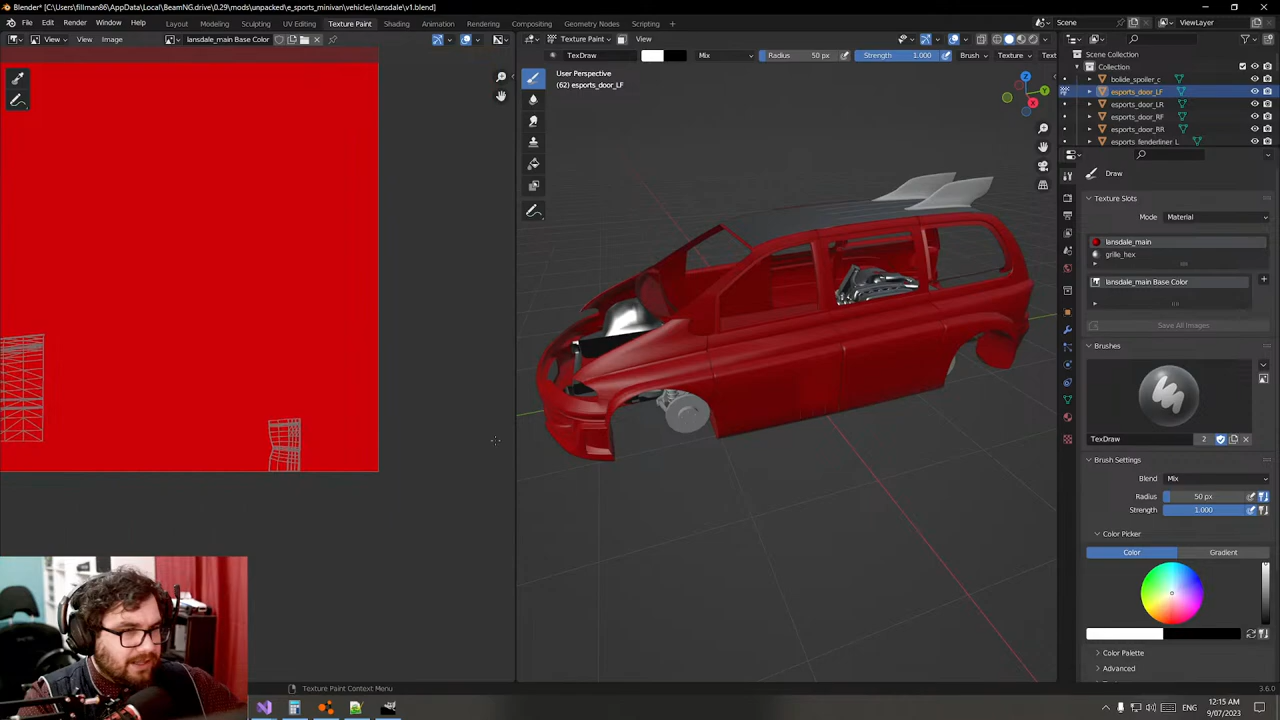 Blender* [C:\Users\fillman86\AppData\Local\BeamNG.drive\0.29\mods\unpacked\e_sports_minivan\vehicles\lansdale\v1.blend]
File Edit Render Window Help Layout Modeling Sculpting UV Editing Texture Paint Shading Animation Rendering Compositing Geometry Nodes Scripting + Scene ViewLayer
View View Image lansdale_main Base Color Texture Paint View
TexDraw Mix Radius 50 px Strength 1.000 Brush Texture Text
User Perspective
(62) esports_door_LF
Scene Collection
Collection
bolide_spoiler_c
esports_door_LF
esports_door_LR
esports_door_RF
esports_door_RR
esports_fenderliner_L
Draw
Texture Slots
Mode Material
lansdale_main
grille_hex
lansdale_main Base Color
Save All Images
Brushes
TexDraw 2
Brush Settings
Blend Mix
Radius 50 px
Strength 1.000
Color Picker
Color Gradient
Color Palette
Advanced
Texture Paint Context Menu
3.6.0
12:15 AM
ENG
9/07/2023